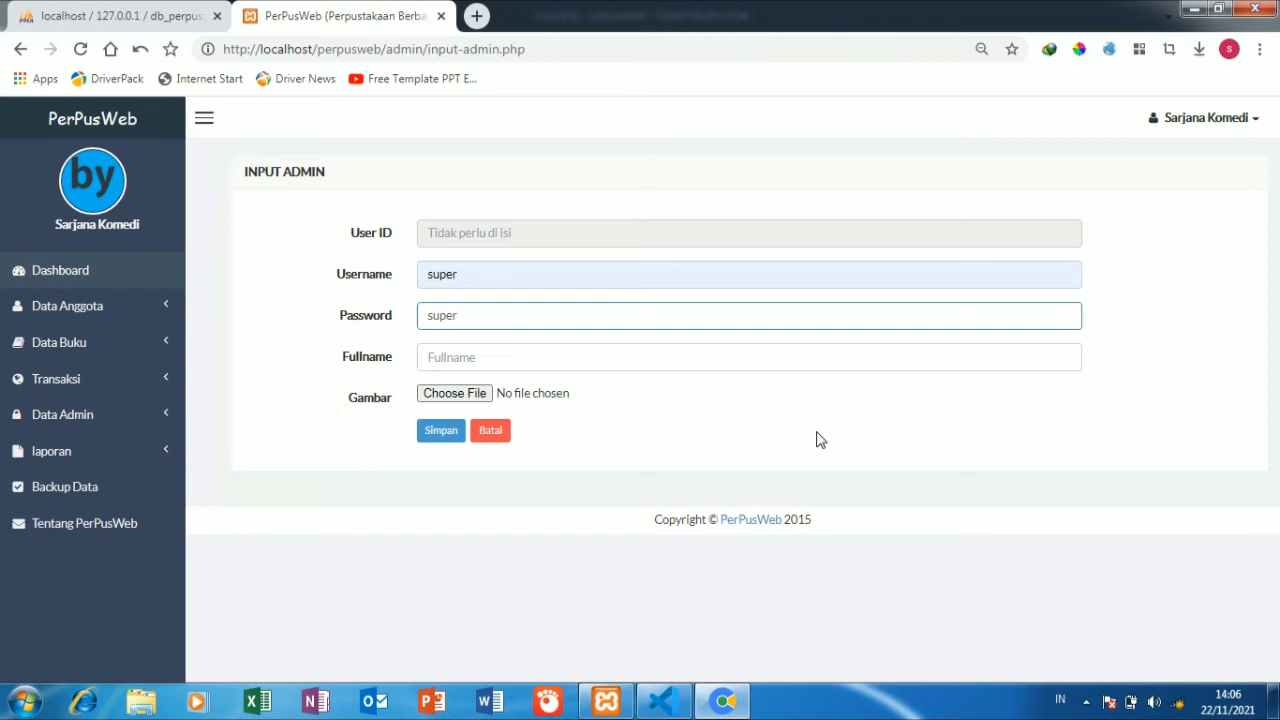 localhost / 127.0.0.1 / db_perpus
PerPusWeb (Perpustakaan Berba
http://localhost/perpusweb/admin/input-admin.php
S
Apps
DriverPack
Internet Start
Driver News
Free Template PPT E...
PerPusWeb
Sarjana Komedi
by
Sarjana Komedi
Dashboard
Data Anggota
Data Buku
Transaksi
Data Admin
laporan
Backup Data
Tentang PerPusWeb
INPUT ADMIN
User ID
Tidak perlu di isi
Username
super
Password
super
Fullname
Fullname
Gambar
Choose File No file chosen
Simpan
Batal
Copyright © PerPusWeb 2015
IN
14:06
22/11/2021